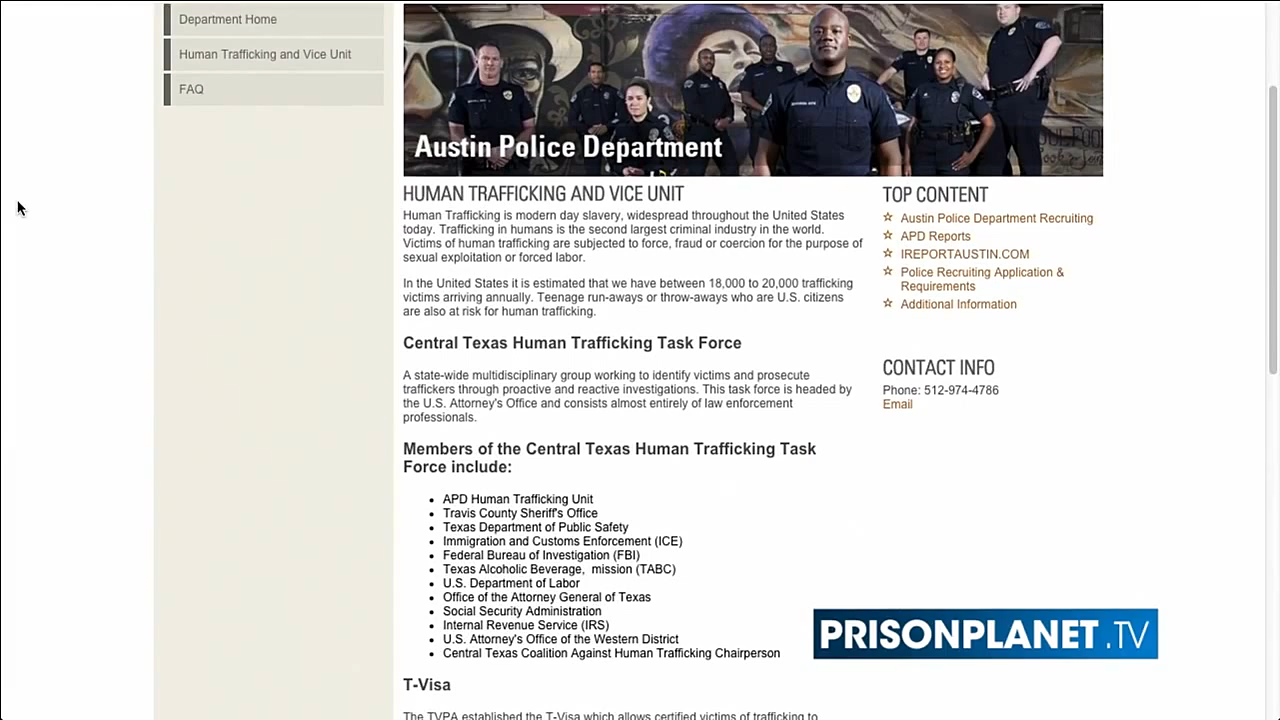 Department Home
Human Trafficking and Vice Unit
FAQ
Austin Police Department
HUMAN TRAFFICKING AND VICE UNIT
Human Trafficking is modern day slavery, widespread throughout the United States
today. Trafficking in humans is the second largest criminal industry in the world.
Victims of human trafficking are subjected to force, fraud or coercion for the purpose of
sexual exploitation or forced labor.
In the United States it is estimated that we have between 18,000 to 20,000 trafficking
victims arriving annually. Teenage run-aways or throw-aways who are U.S. citizens
are also at risk for human trafficking.
Central Texas Human Trafficking Task Force
A state-wide multidisciplinary group working to identify victims and prosecute
traffickers through proactive and reactive investigations. This task force is headed by
the U.S. Attorney's Office and consists almost entirely of law enforcement
professionals.
Members of the Central Texas Human Trafficking Task
Force include:
APD Human Trafficking Unit
Travis County Sheriff's Office
Texas Department of Public Safety
Immigration and Customs Enforcement (ICE)
Federal Bureau of Investigation (FBI)
Texas Alcoholic Beverage, mission (TABC)
U.S. Department of Labor
Office of the Attorney General of Texas
Social Security Administration
Internal Revenue Service (IRS)
U.S. Attorney's Office of the Western District
Central Texas Coalition Against Human Trafficking Chairperson
T-Visa
The TVPA established the T-Visa which allows certified victims of trafficking to
TOP CONTENT
Austin Police Department Recruiting
APD Reports
IREPORTAUSTIN.COM
Police Recruiting Application &
Requirements
Additional Information
CONTACT INFO
Phone: 512-974-4786
Email
PRISONPLANET.TV